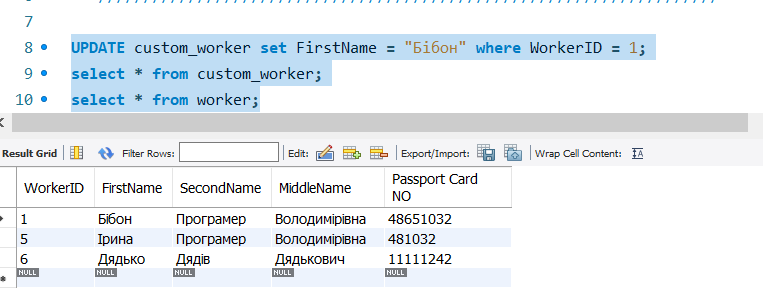 7
8 UPDATE custom_worker set FirstName = "Бібон" where WorkerID = 1;
9 select * from custom_worker;
10 select * from worker;
Result Grid Filter Rows: Edit: Export/Import: Wrap Cell Content:
WorkerID FirstName SecondName MiddleName Passport Card
NO
1 Бібон Програмер Володимирівна 48651032
5 Ірина Програмер Володимирівна 481032
6 Дядько Дядів Дядькович 11111242
NULL NULL NULL NULL NULL